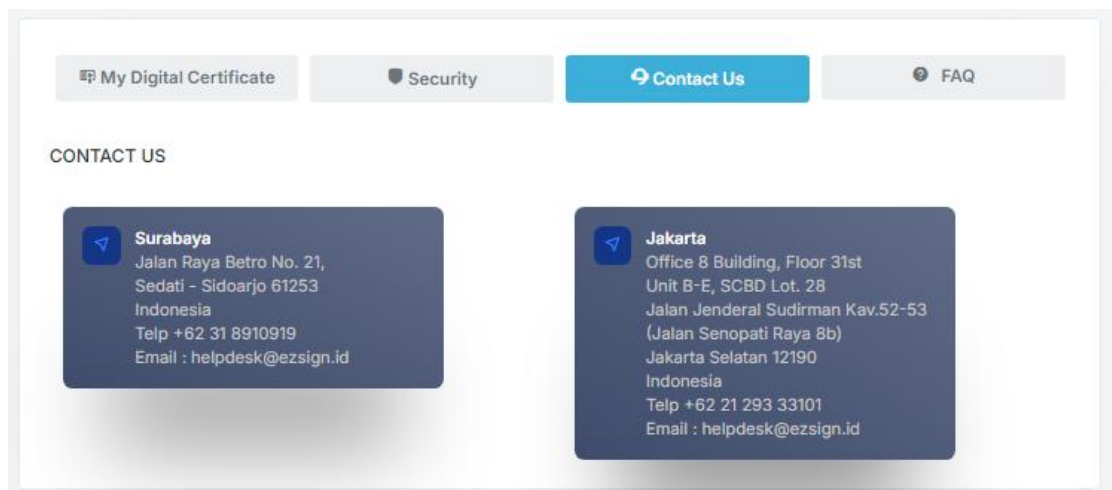 My Digital Certificate
Security
Contact Us
FAQ
CONTACT US
Surabaya
Jalan Raya Betro No. 21,
Sedati - Sidoarjo 61253
Indonesia
Telp +62 31 8910919
Email : helpdesk@ezsign.id
Jakarta
Office 8 Building, Floor 31st
Unit B-E, SCBD Lot. 28
Jalan Jenderal Sudirman Kav.52-53
(Jalan Senopati Raya 8b)
Jakarta Selatan 12190
Indonesia
Telp +62 21 293 33101
Email : helpdesk@ezsign.id